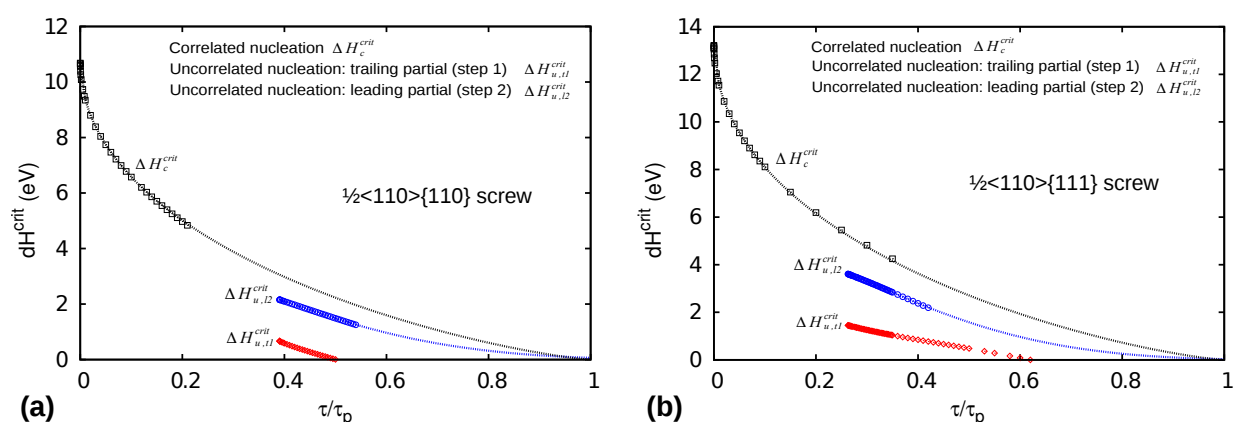 12
10
8
6
4
2
0
dH^crit (eV)
Correlated nucleation ΔH_c^crit
Uncorrelated nucleation: trailing partial (step 1) ΔH_u,t1^crit
Uncorrelated nucleation: leading partial (step 2) ΔH_u,l2^crit
ΔH_c^crit
½<110>{110} screw
ΔH_u,l2^crit
ΔH_u,t1^crit
0 0.2 0.4 0.6 0.8 1
τ/τ_p
(a)
14
12
10
8
6
4
2
0
dH^crit (eV)
Correlated nucleation ΔH_c^crit
Uncorrelated nucleation: trailing partial (step 1) ΔH_u,t1^crit
Uncorrelated nucleation: leading partial (step 2) ΔH_u,l2^crit
ΔH_c^crit
½<110>{111} screw
ΔH_u,l2^crit
ΔH_u,t1^crit
0 0.2 0.4 0.6 0.8 1
τ/τ_p
(b)